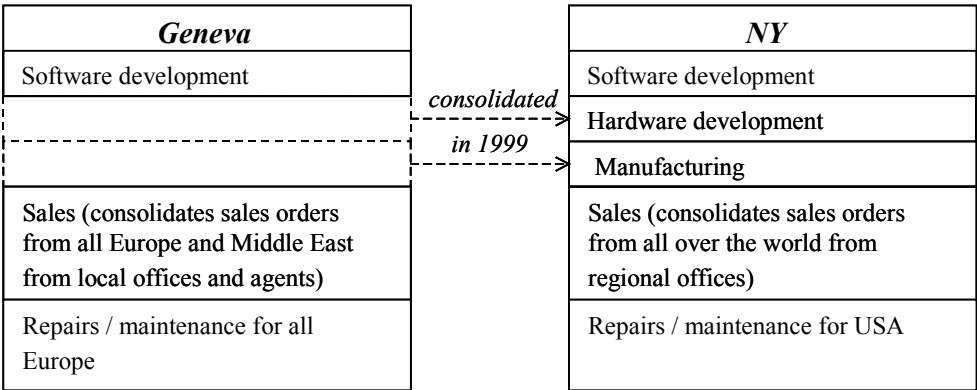 Geneva
Software development
Sales (consolidates sales orders
from all Europe and Middle East
from local offices and agents)
Repairs / maintenance for all
Europe
consolidated
in 1999
NY
Software development
Hardware development
Manufacturing
Sales (consolidates sales orders
from all over the world from
regional offices)
Repairs / maintenance for USA